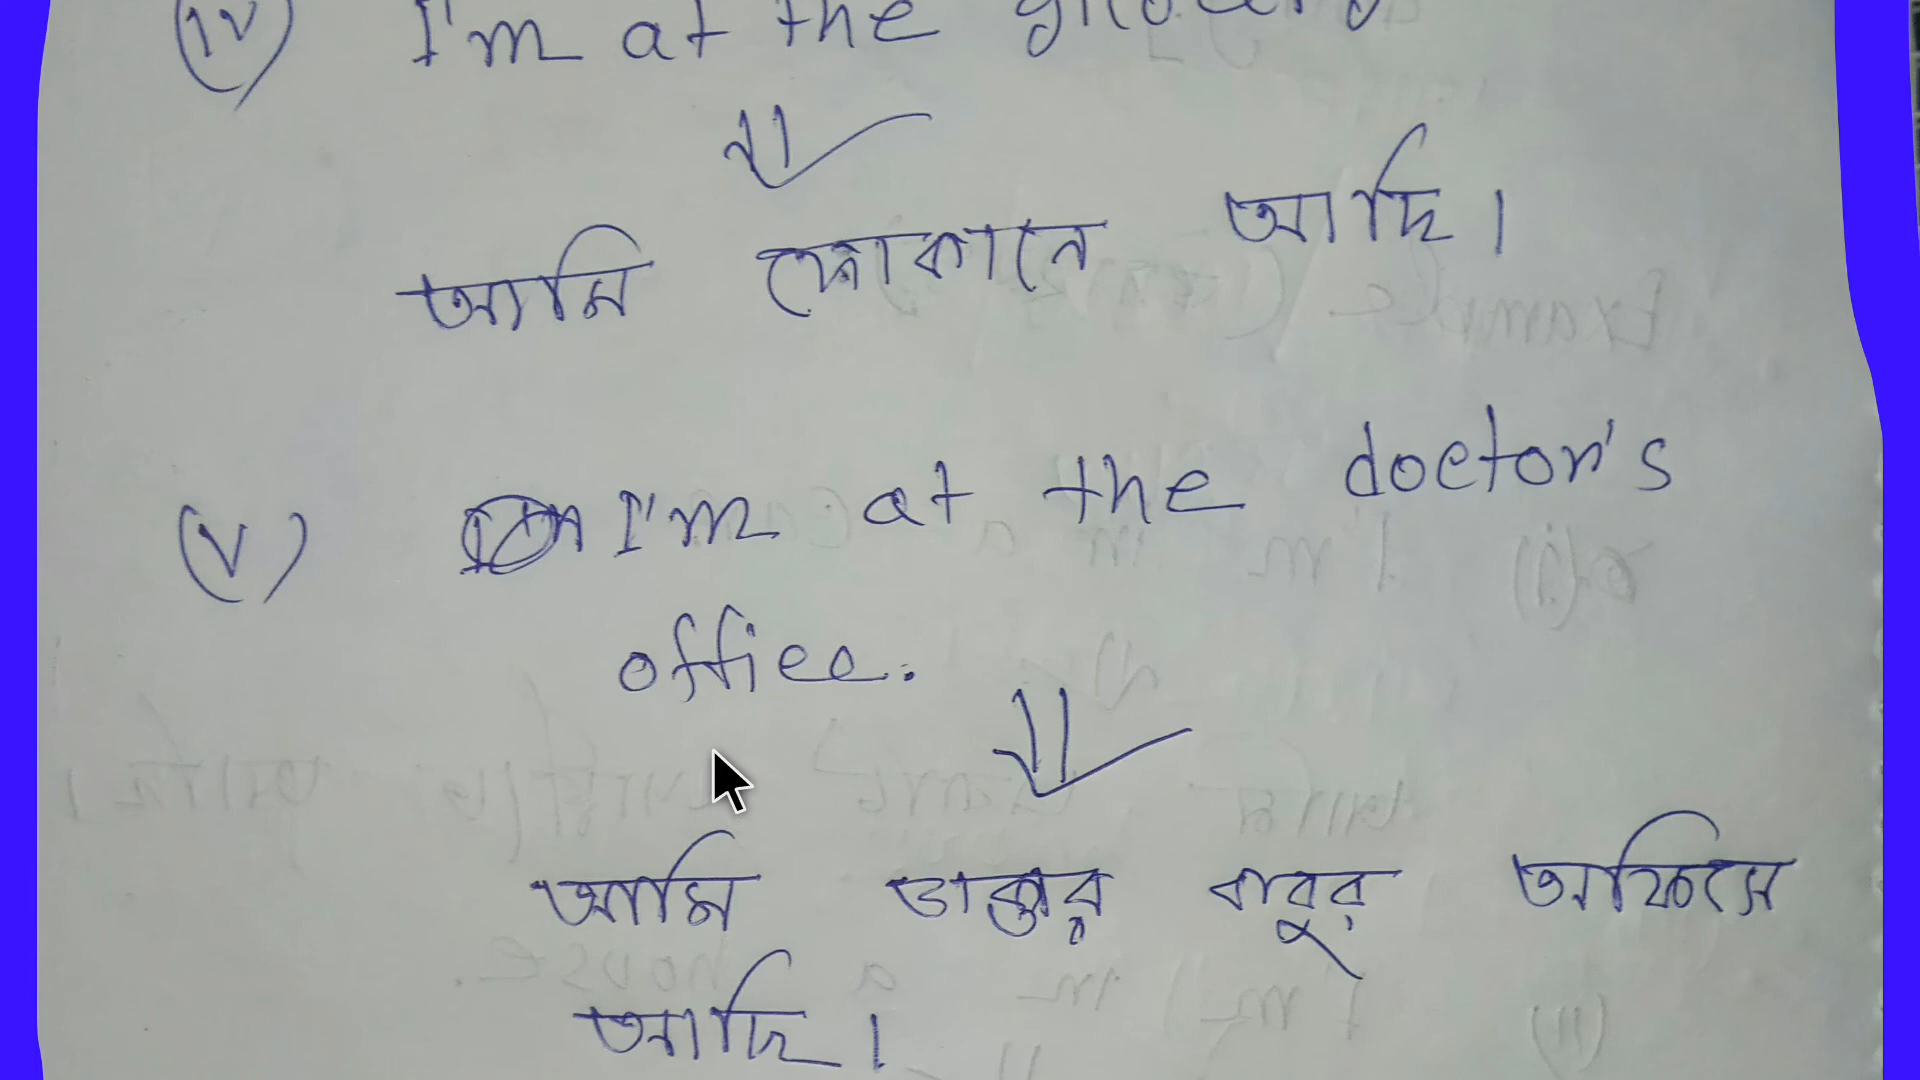 (iv) I'm at the
আমি দোকানে আছি।
(v) I'm at the doctor's
office.
আমি ডাক্তার বাবুর অফিসে
আছি।